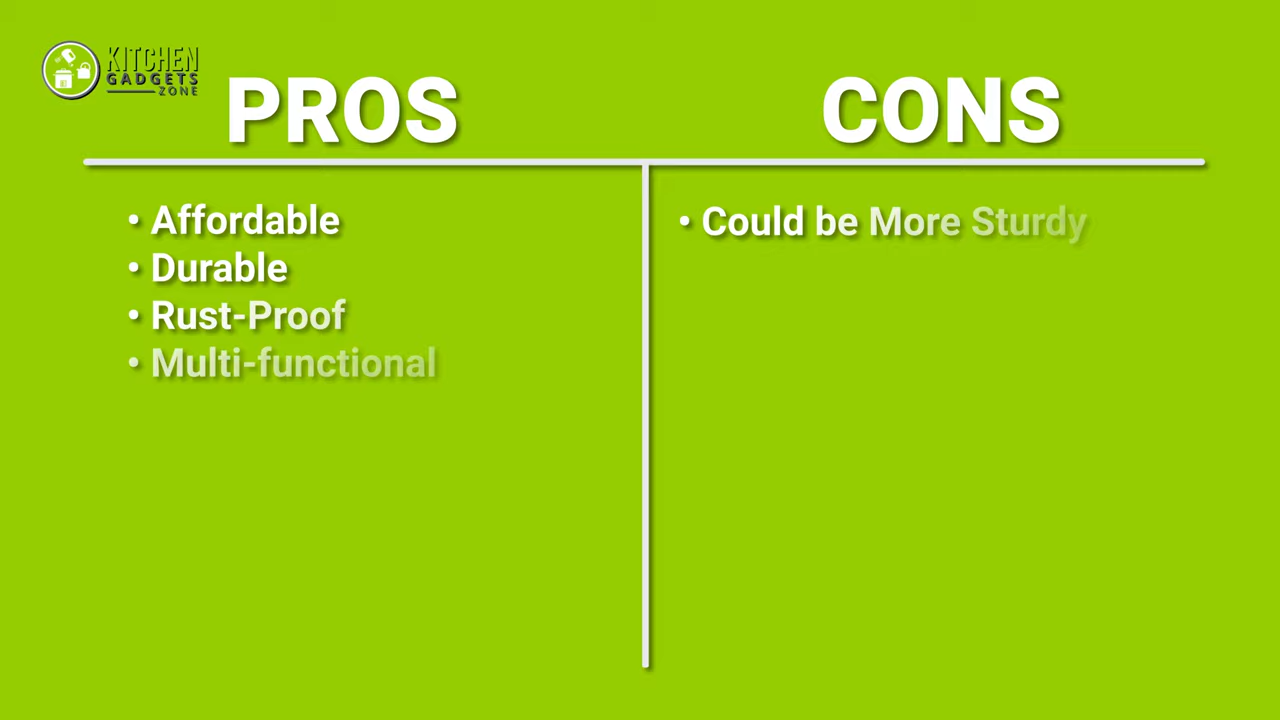 KITCHEN
GADGETS
ZONE
PROS
CONS
• Affordable
• Durable
• Rust-Proof
• Multi-functional
• Could be More Sturdy